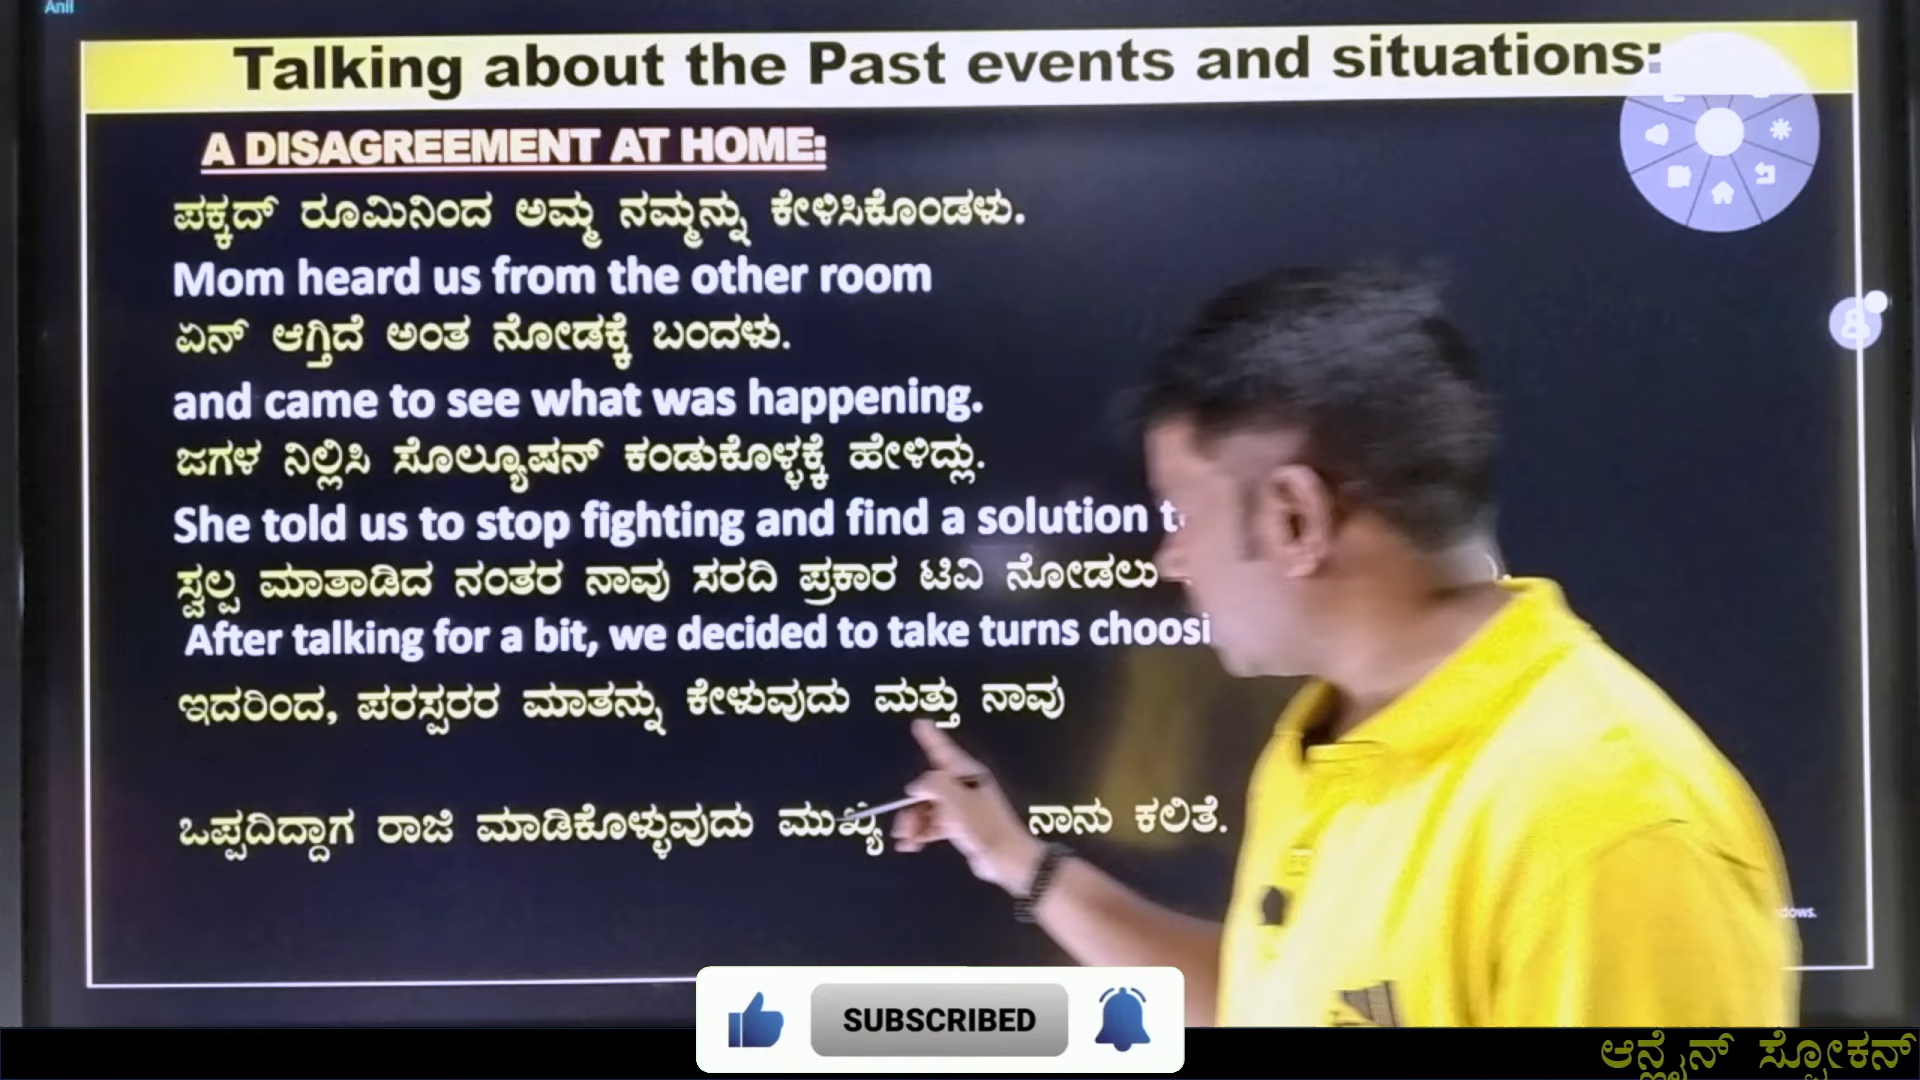 Anil
Talking about the Past events and situations:
A DISAGREEMENT AT HOME:
ಪಕ್ಕದ್ ರೂಮಿನಿಂದ ಅಮ್ಮ ನಮ್ಮನ್ನು ಕೇಳಿಸಿಕೊಂಡಳು.
Mom heard us from the other room
ಏನ್ ಆಗ್ತಿದೆ ಅಂತ ನೋಡಕ್ಕೆ ಬಂದಳು.
and came to see what was happening.
ಜಗಳ ನಿಲ್ಲಿಸಿ ಸೊಲ್ಯೂಷನ್ ಕಂಡುಕೊಳ್ಳಕ್ಕೆ ಹೇಳಿದ್ಲು.
She told us to stop fighting and find a solution
ಸ್ವಲ್ಪ ಮಾತಾಡಿದ ನಂತರ ನಾವು ಸರದಿ ಪ್ರಕಾರ ಟಿವಿ ನೋಡಲು
After talking for a bit, we decided to take turns
ಇದರಿಂದ, ಪರಸ್ಪರರ ಮಾತನ್ನು ಕೇಳುವುದು ಮತ್ತು ನಾವು
ಒಪ್ಪದಿದ್ದಾಗ ರಾಜಿ ಮಾಡಿಕೊಳ್ಳುವುದು ಮುಖ್ಯ ನಾನು ಕಲಿತೆ.
SUBSCRIBED
ಆನ್ಲೈನ್ ಸ್ಪೋಕನ್